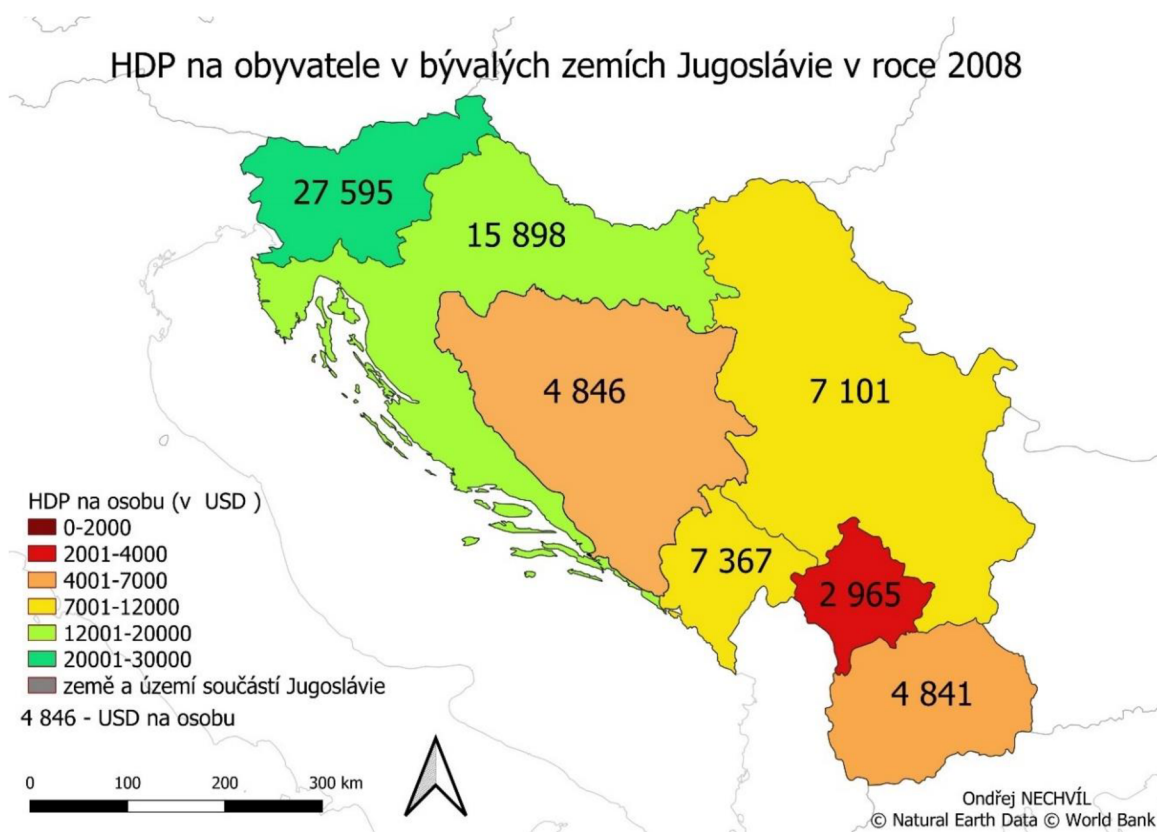 HDP na obyvatele v bývalých zemích Jugoslávie v roce 2008
27 595
15 898
4 846
7 101
7 367
2 965
4 841
HDP na osobu (v  USD )
0-2000
2001-4000
4001-7000
7001-12000
12001-20000
20001-30000
země a území součástí Jugoslávie
4 846 - USD na osobu
0 100 200 300 km
Ondřej NECHVÍL
© Natural Earth Data © World Bank